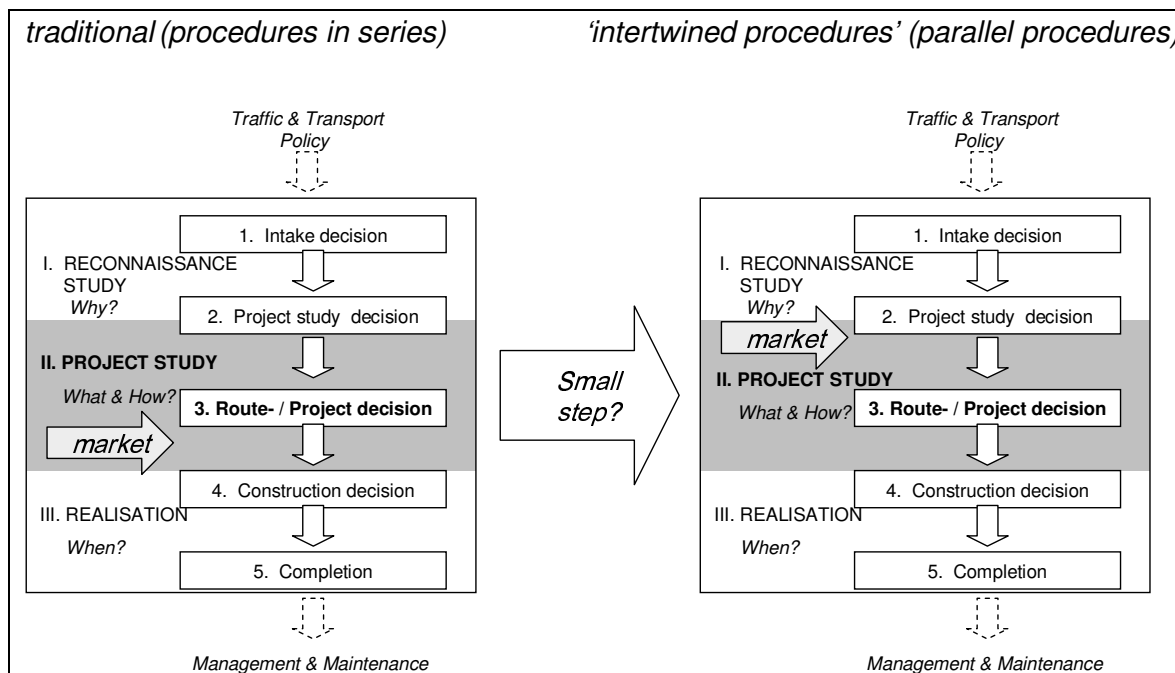 traditional (procedures in series)
Traffic & Transport
Policy
1. Intake decision
I. RECONNAISSANCE
STUDY
Why?
2. Project study decision
II. PROJECT STUDY
What & How?
3. Route- / Project decision
market
4. Construction decision
III. REALISATION
When?
5. Completion
Management & Maintenance
Small
step?
'intertwined procedures' (parallel procedures)
Traffic & Transport
Policy
1. Intake decision
I. RECONNAISSANCE
STUDY
Why?
2. Project study decision
market
II. PROJECT STUDY
What & How?
3. Route- / Project decision
4. Construction decision
III. REALISATION
When?
5. Completion
Management & Maintenance